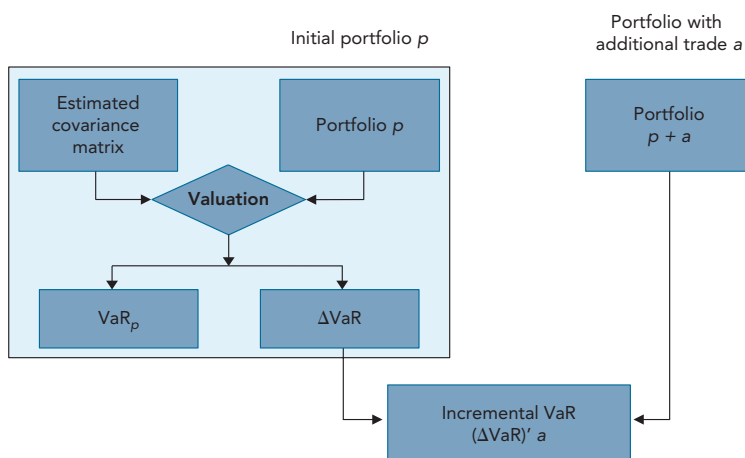 Initial portfolio p
Portfolio with
additional trade a
Estimated
covariance
matrix
Portfolio p
Portfolio
p + a
Valuation
VaRₚ
ΔVaR
Incremental VaR
(ΔVaR)' a